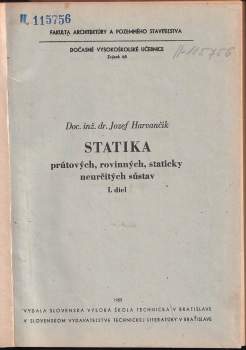 II. 115756
FAKULTA ARCHITEKTÚRY A POZEMNÉHO STAVITEĽSTVA
DOČASNÉ VYSOKOŠKOLSKÉ UČEBNICE
Doc. inž. dr. Jozef Harvančík
STATIKA
prútových, rovinných, staticky
neurčitých sústav
I. diel
VYDALA SLOVENSKÁ VYSOKÁ ŠKOLA TECHNICKÁ V BRATISLAVE
V SLOVENSKOM VYDAVATEĽSTVE TECHNICKEJ LITERATÚRY V BRATISLAVE